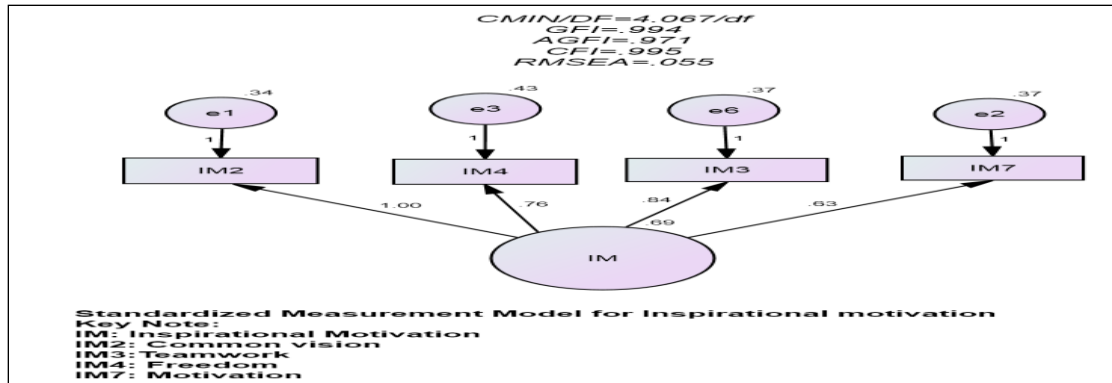 CMIN/DF=4.067/df
GFI=.994
AGFI=.971
CFI=.995
RMSEA=.055
.34 .43 .37 .37
e1 e3 e6 e2
1 1 1 1
IM2 IM4 IM3 IM7
1.00 .76 .84 .63
.69
IM
Standardized Measurement Model for Inspirational motivation
Key Note:
IM: Inspirational Motivation
IM2: Common vision
IM3: Teamwork
IM4: Freedom
IM7: Motivation